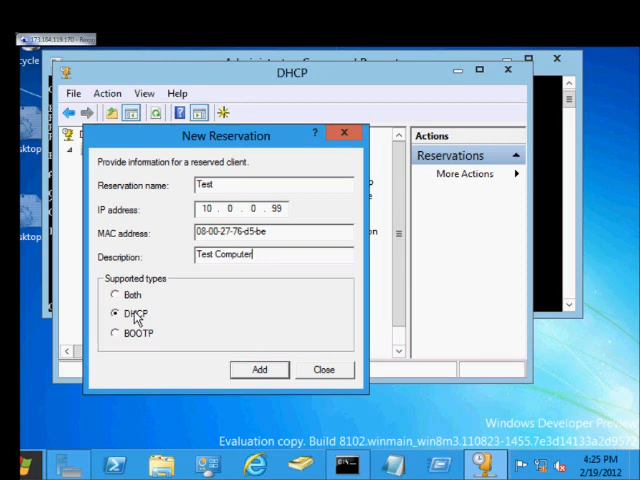 cycle
DHCP
File Action View Help
New Reservation
Actions
Provide information for a reserved client.
Reservations
Reservation name: Test
More Actions
IP address: 10 . 0 . 0 . 99
MAC address: 08-00-27-76-d5-be
Description: Test Computer
Supported types
Both
DHCP
BOOTP
Add Close
Windows Developer Preview
Evaluation copy. Build 8102.winmain_win8m3.110823-1455.7e3d14133a2d9572
4:25 PM
2/19/2012